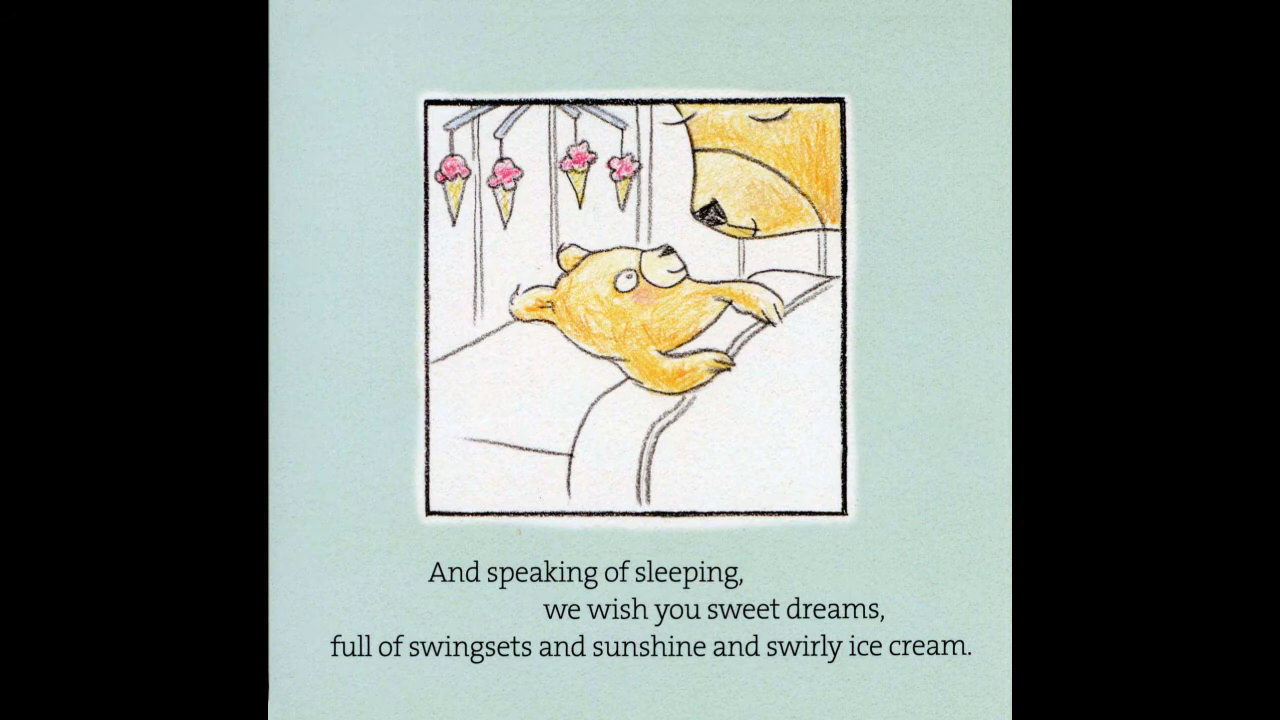 And speaking of sleeping,
we wish you sweet dreams,
full of swingsets and sunshine and swirly ice cream.